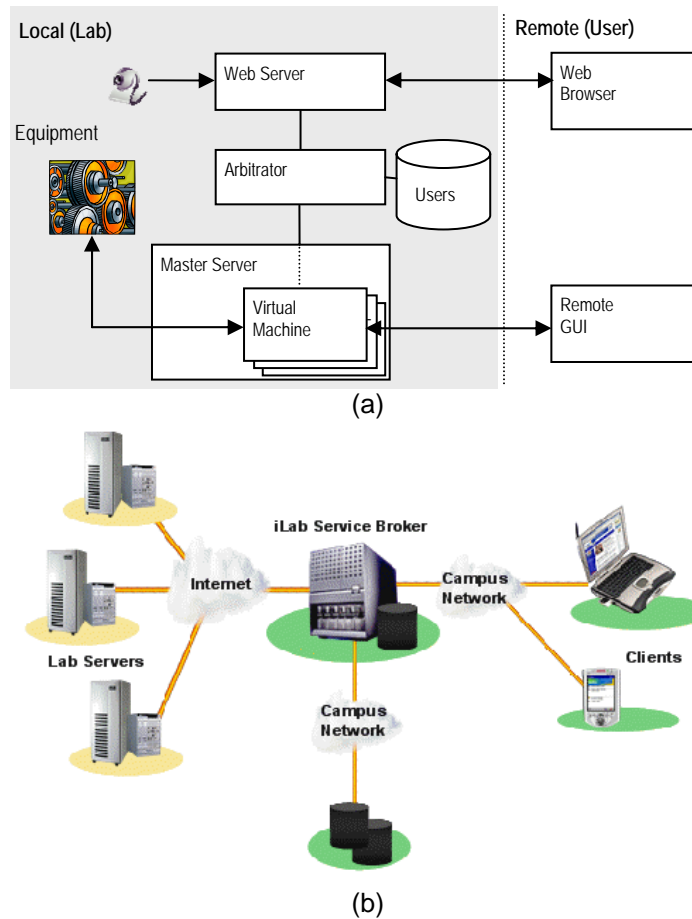 Local (Lab)
Remote (User)
Web Server
Web
Browser
Equipment
Arbitrator
Users
Master Server
Virtual
Machine
Remote
GUI
(a)
iLab Service Broker
Internet
Campus
Network
Lab Servers
Clients
Campus
Network
(b)